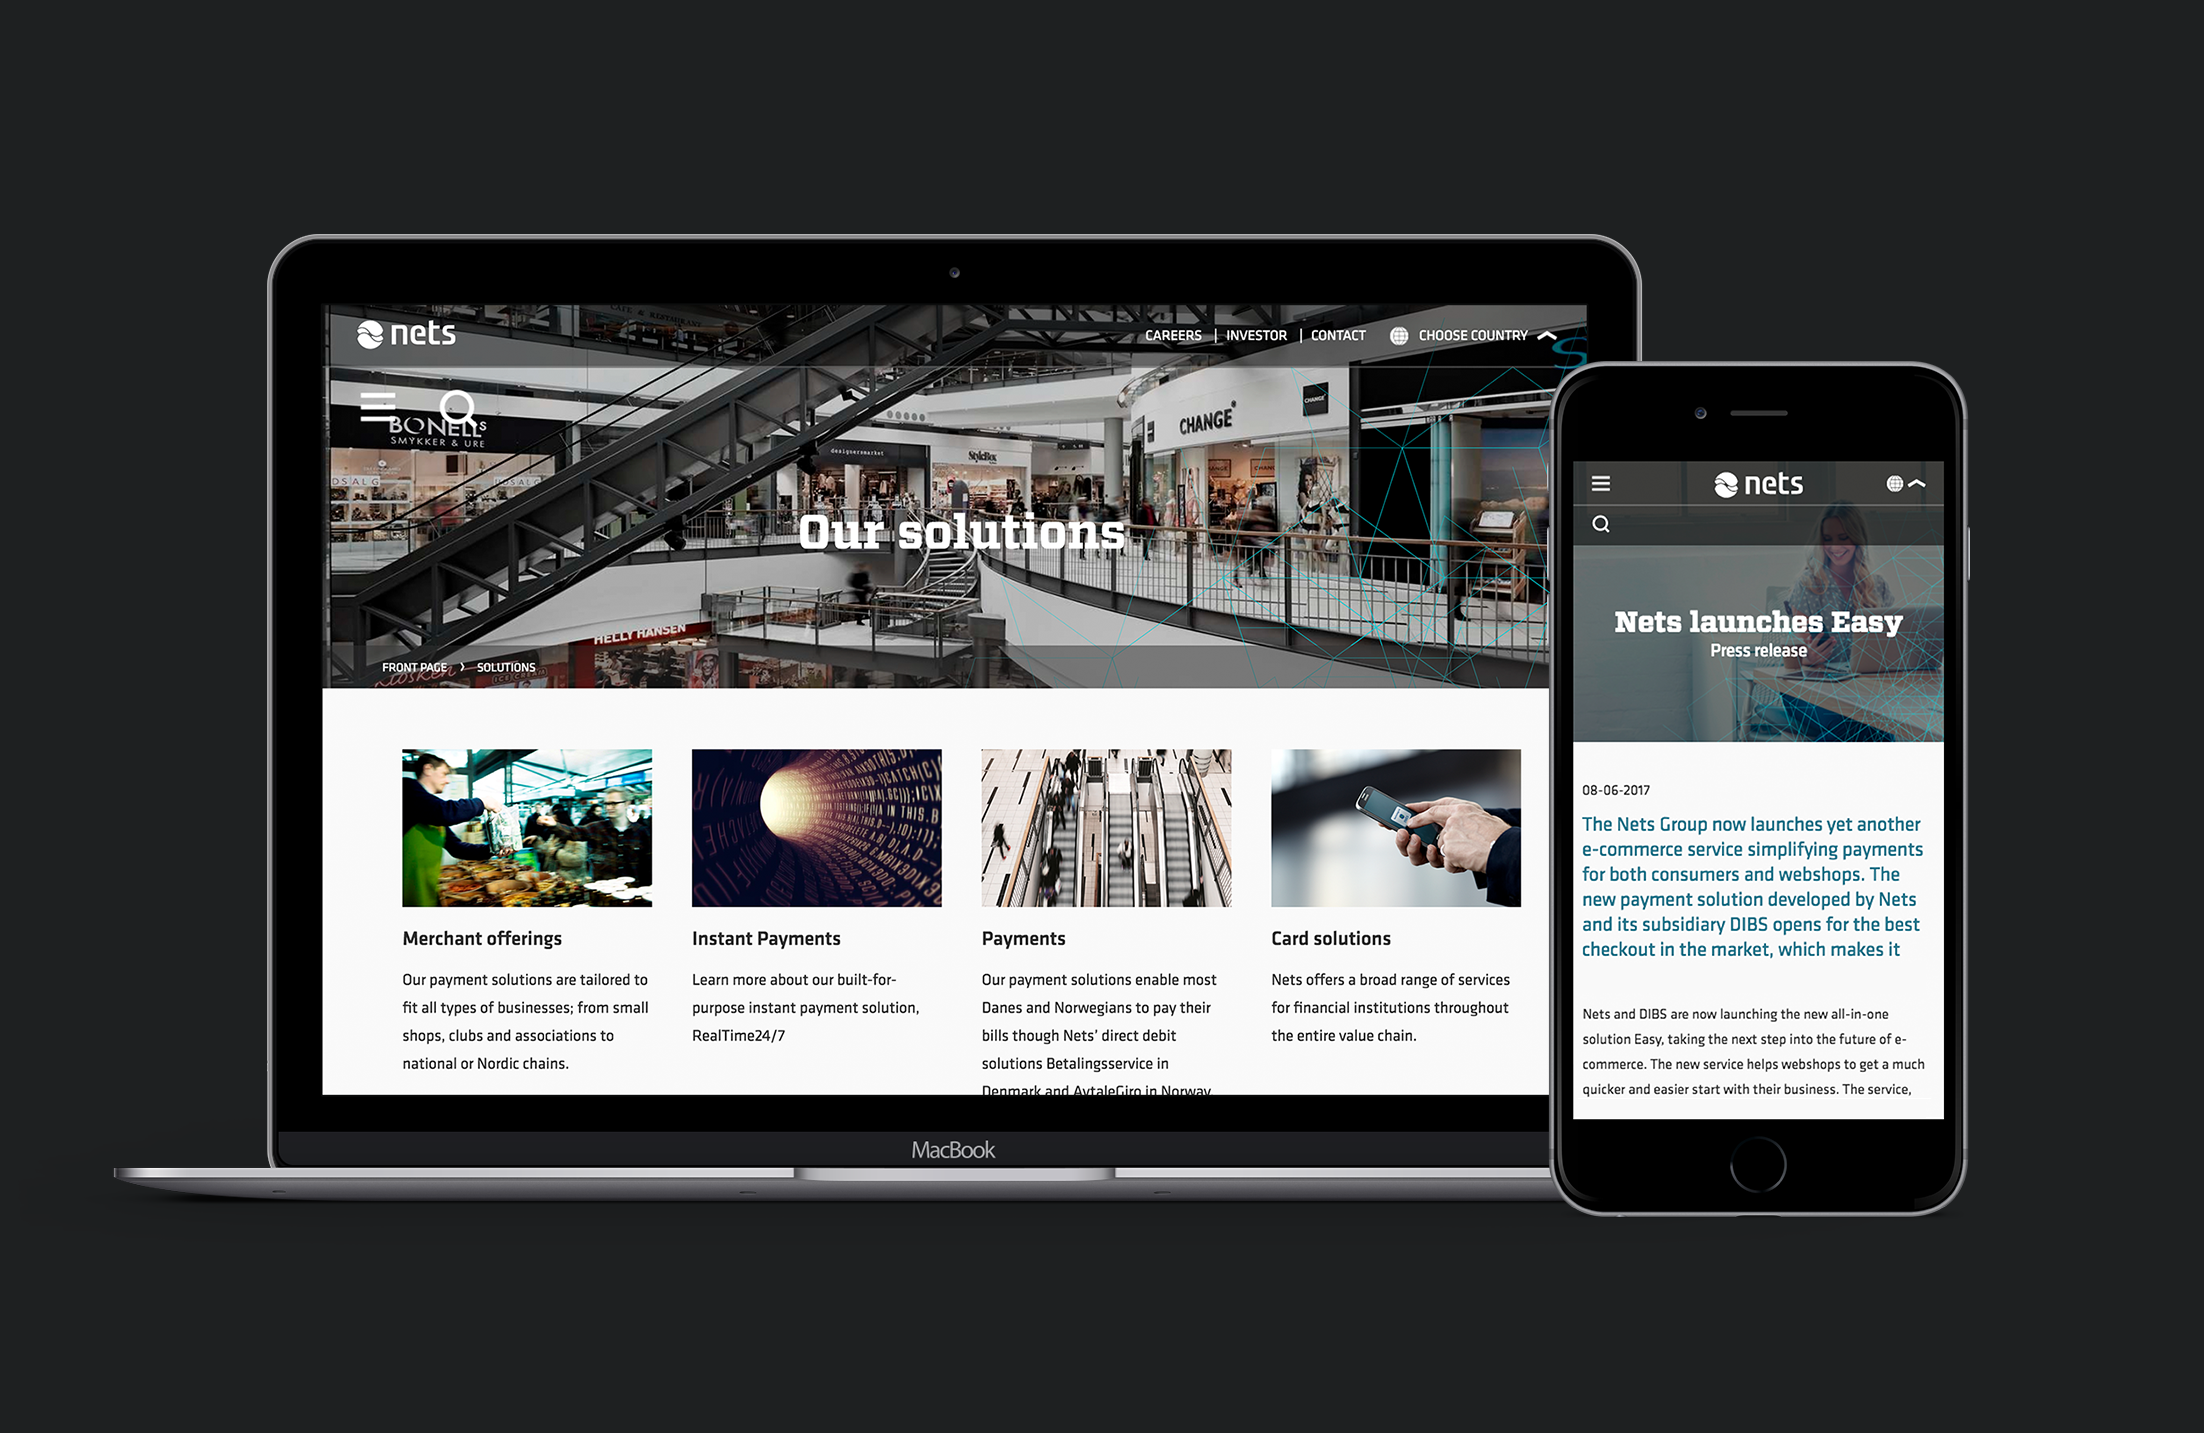 nets
CAREERS | INVESTOR | CONTACT CHOOSE COUNTRY
CAFE & RESTAURANT
BONELLS
SMYKKER & URE
CHANGE
CHANGE
designersmarket
StyleBox
UDSALG
CHANGE
Our solutions
HELLY HANSEN
ICE CREAM
FRONT PAGE > SOLUTIONS
Merchant offerings
Our payment solutions are tailored to
fit all types of businesses; from small
shops, clubs and associations to
national or Nordic chains.
Instant Payments
Learn more about our built-for-
purpose instant payment solution,
RealTime24/7
Payments
Our payment solutions enable most
Danes and Norwegians to pay their
bills though Nets’ direct debit
solutions Betalingsservice in
Denmark and AvtaleGiro in Norway
Card solutions
Nets offers a broad range of services
for financial institutions throughout
the entire value chain.
MacBook
nets
Nets launches Easy
Press release
08-06-2017
The Nets Group now launches yet another
e-commerce service simplifying payments
for both consumers and webshops. The
new payment solution developed by Nets
and its subsidiary DIBS opens for the best
checkout in the market, which makes it
Nets and DIBS are now launching the new all-in-one
solution Easy, taking the next step into the future of e-
commerce. The new service helps webshops to get a much
quicker and easier start with their business. The service,